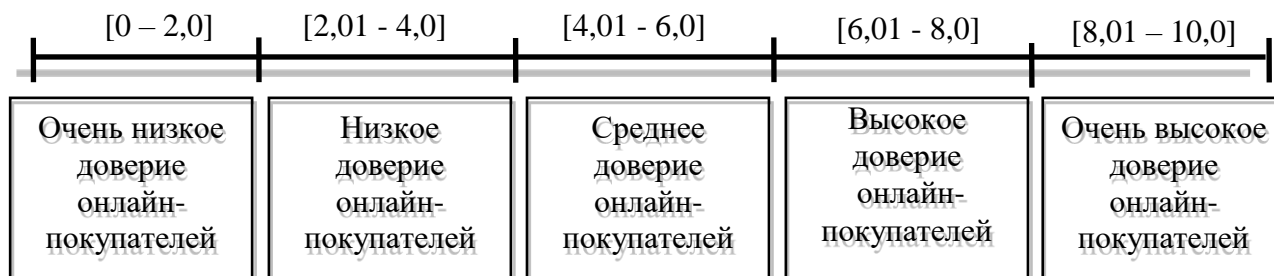 [0 – 2,0]
[2,01 - 4,0]
[4,01 - 6,0]
[6,01 - 8,0]
[8,01 – 10,0]
Очень низкое
доверие
онлайн-
покупателей
Низкое
доверие
онлайн-
покупателей
Среднее
доверие
онлайн-
покупателей
Высокое
доверие
онлайн-
покупателей
Очень высокое
доверие
онлайн-
покупателей